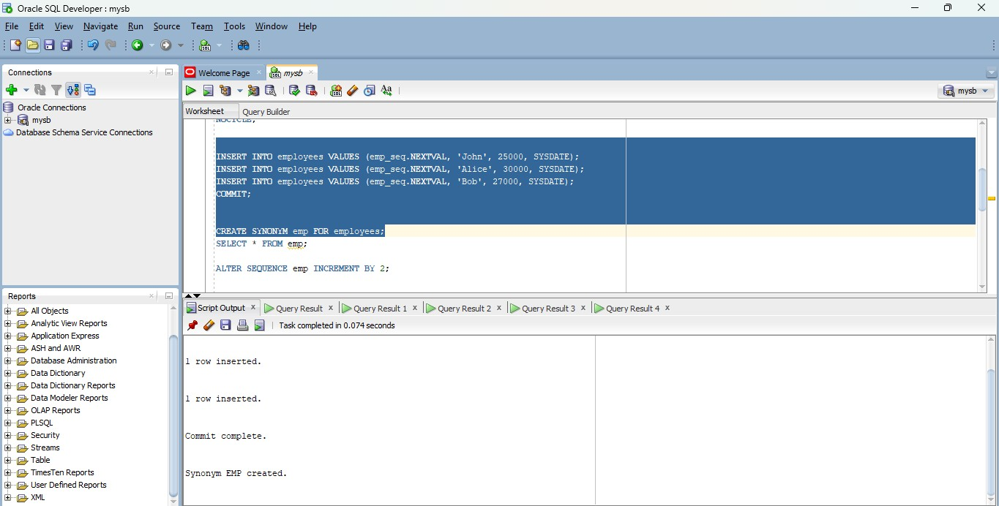 Oracle SQL Developer : mysb
File Edit View Navigate Run Source Team Tools Window Help
Connections
Oracle Connections
mysb
Database Schema Service Connections
Reports
All Objects
Analytic View Reports
Application Express
ASH and AWR
Database Administration
Data Dictionary
Data Dictionary Reports
Data Modeler Reports
OLAP Reports
PLSQL
Security
Streams
Table
TimesTen Reports
User Defined Reports
XML
Welcome Page mysb
mysb
Worksheet Query Builder
NOCYCLE;
INSERT INTO employees VALUES (emp_seq.NEXTVAL, 'John', 25000, SYSDATE);
INSERT INTO employees VALUES (emp_seq.NEXTVAL, 'Alice', 30000, SYSDATE);
INSERT INTO employees VALUES (emp_seq.NEXTVAL, 'Bob', 27000, SYSDATE);
COMMIT;
CREATE SYNONYM emp FOR employees;
SELECT * FROM emp;
ALTER SEQUENCE emp INCREMENT BY 2;
Script Output Query Result Query Result 1 Query Result 2 Query Result 3 Query Result 4
Task completed in 0.074 seconds
1 row inserted.
1 row inserted.
Commit complete.
Synonym EMP created.